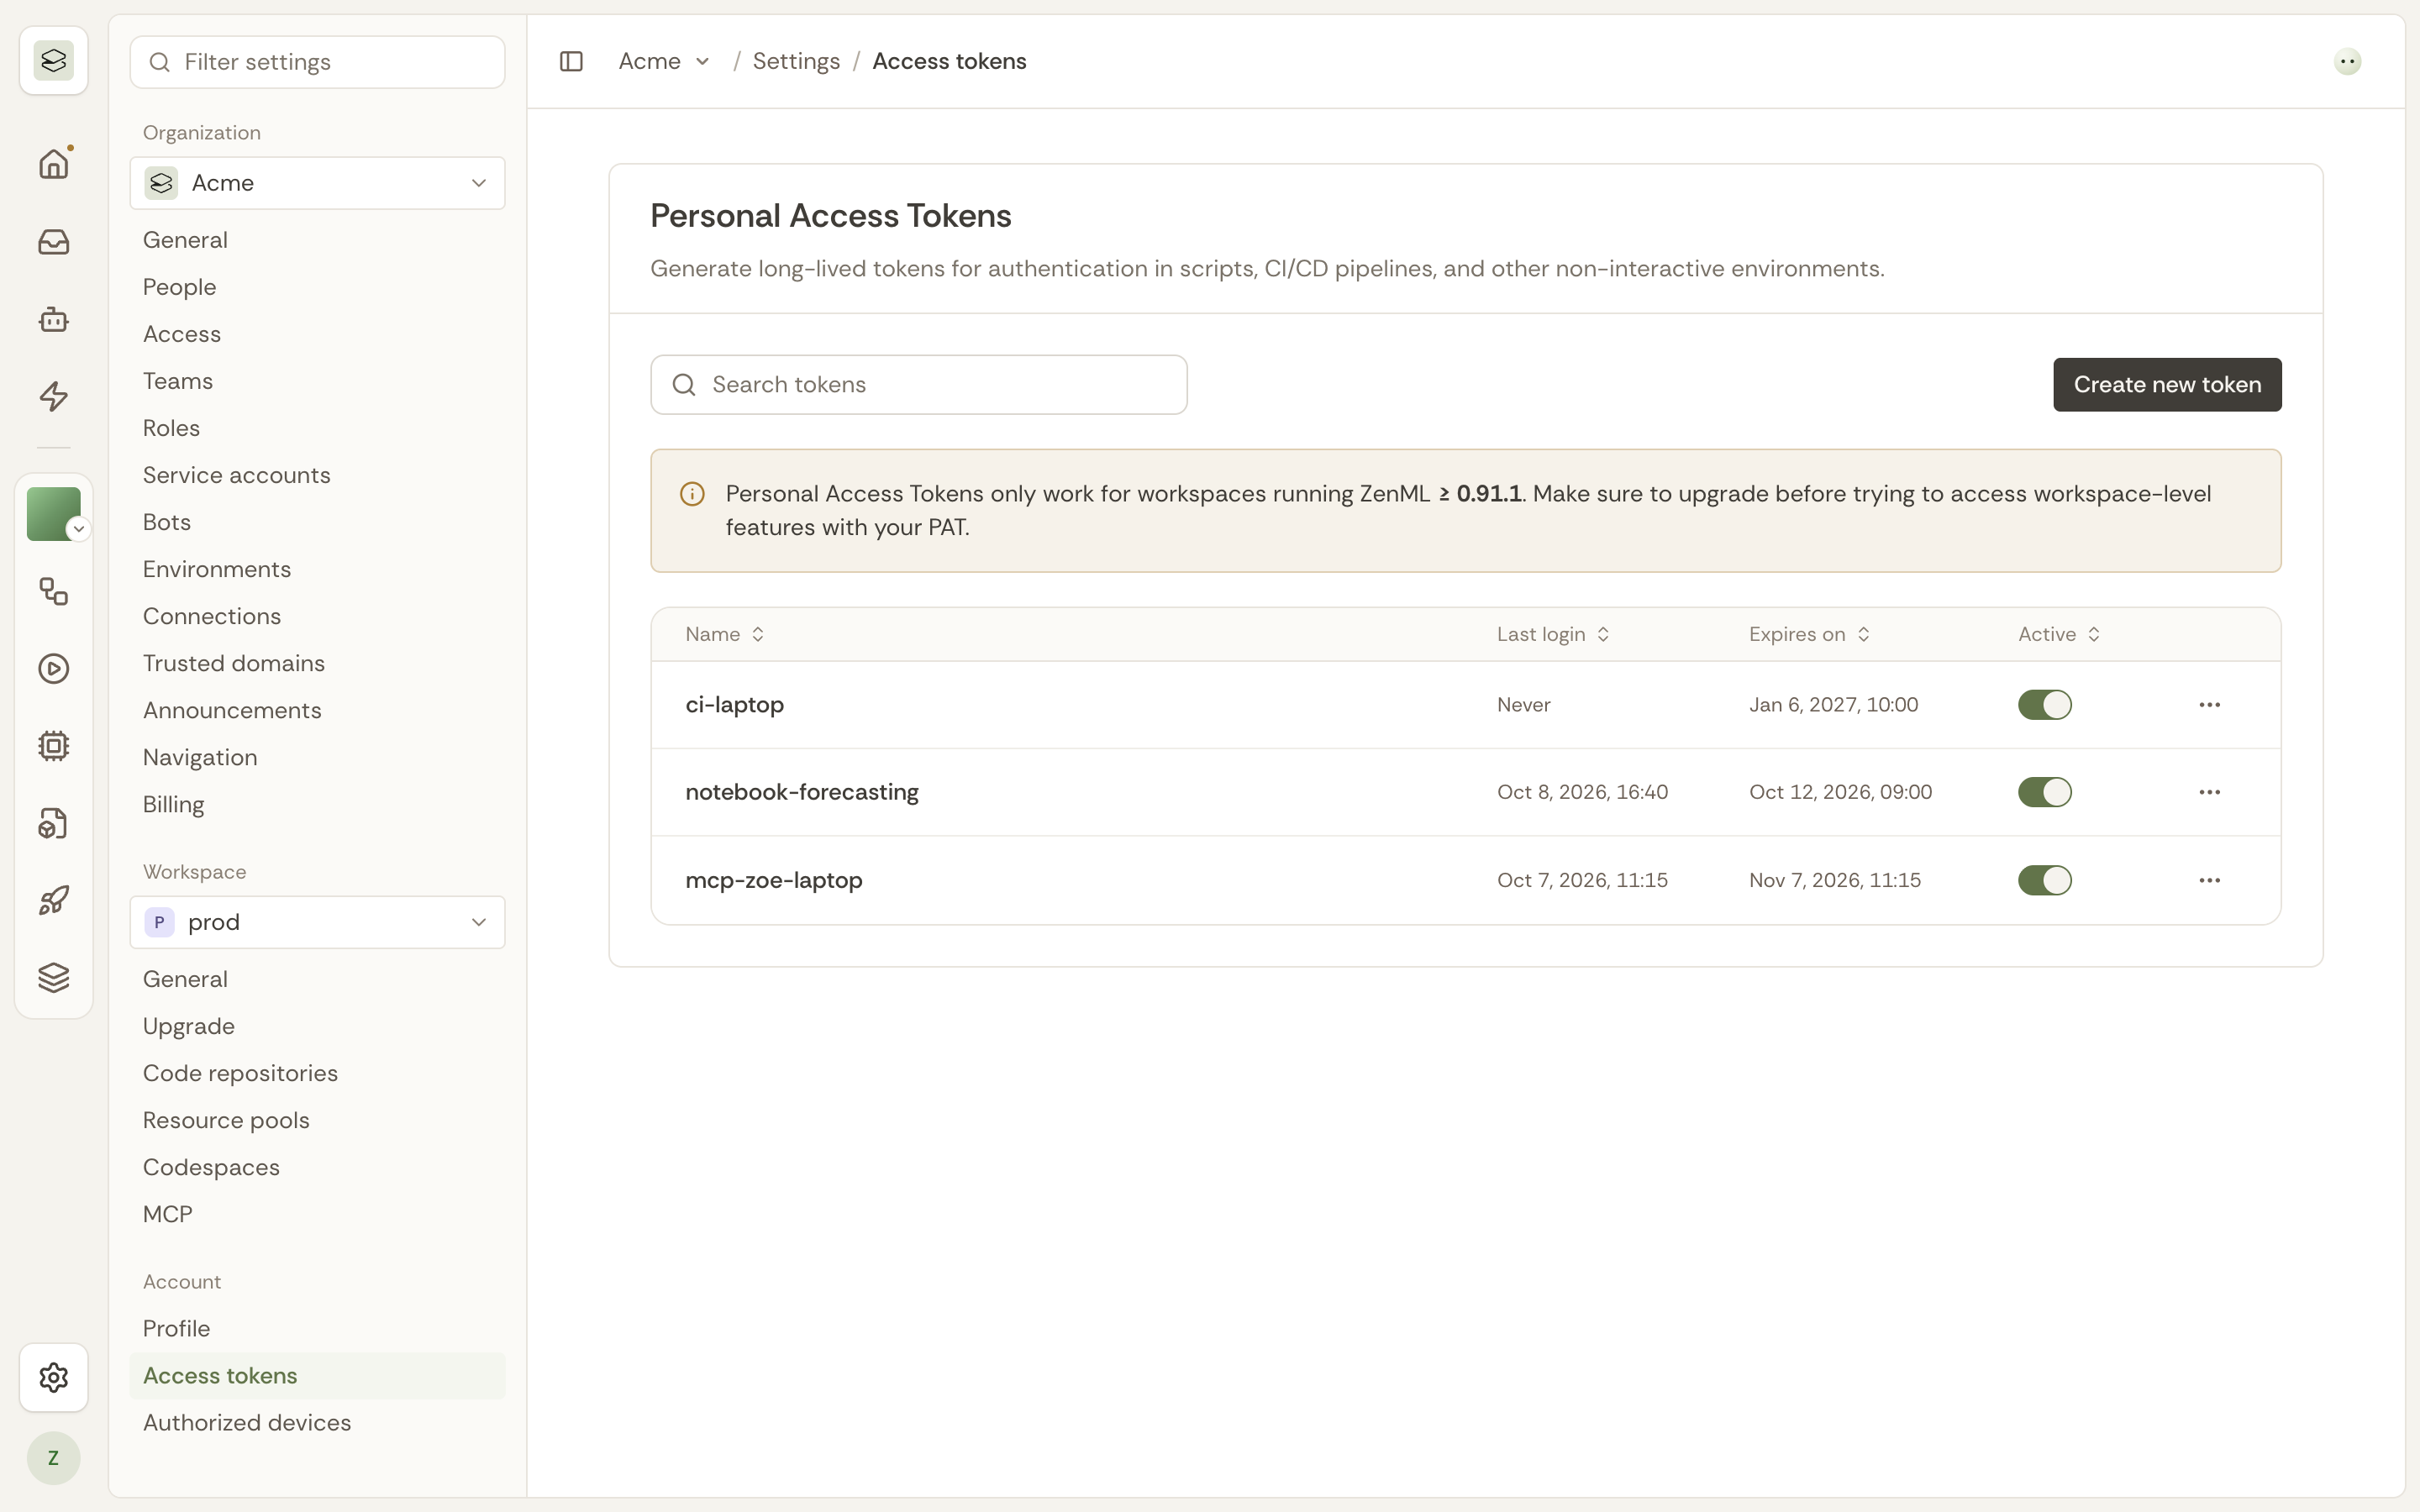 Filter settings
Organization
Acme
General
People
Access
Teams
Roles
Service accounts
Bots
Environments
Connections
Trusted domains
Announcements
Navigation
Billing
Workspace
P prod
General
Upgrade
Code repositories
Resource pools
Codespaces
MCP
Account
Profile
Access tokens
Authorized devices
Z
Acme / Settings / Access tokens
Personal Access Tokens
Generate long-lived tokens for authentication in scripts, CI/CD pipelines, and other non-interactive environments.
Search tokens
Create new token
Personal Access Tokens only work for workspaces running ZenML ≥ 0.91.1. Make sure to upgrade before trying to access workspace-level
features with your PAT.
Name Last login Expires on Active
ci-laptop Never Jan 6, 2027, 10:00
notebook-forecasting Oct 8, 2026, 16:40 Oct 12, 2026, 09:00
mcp-zoe-laptop Oct 7, 2026, 11:15 Nov 7, 2026, 11:15